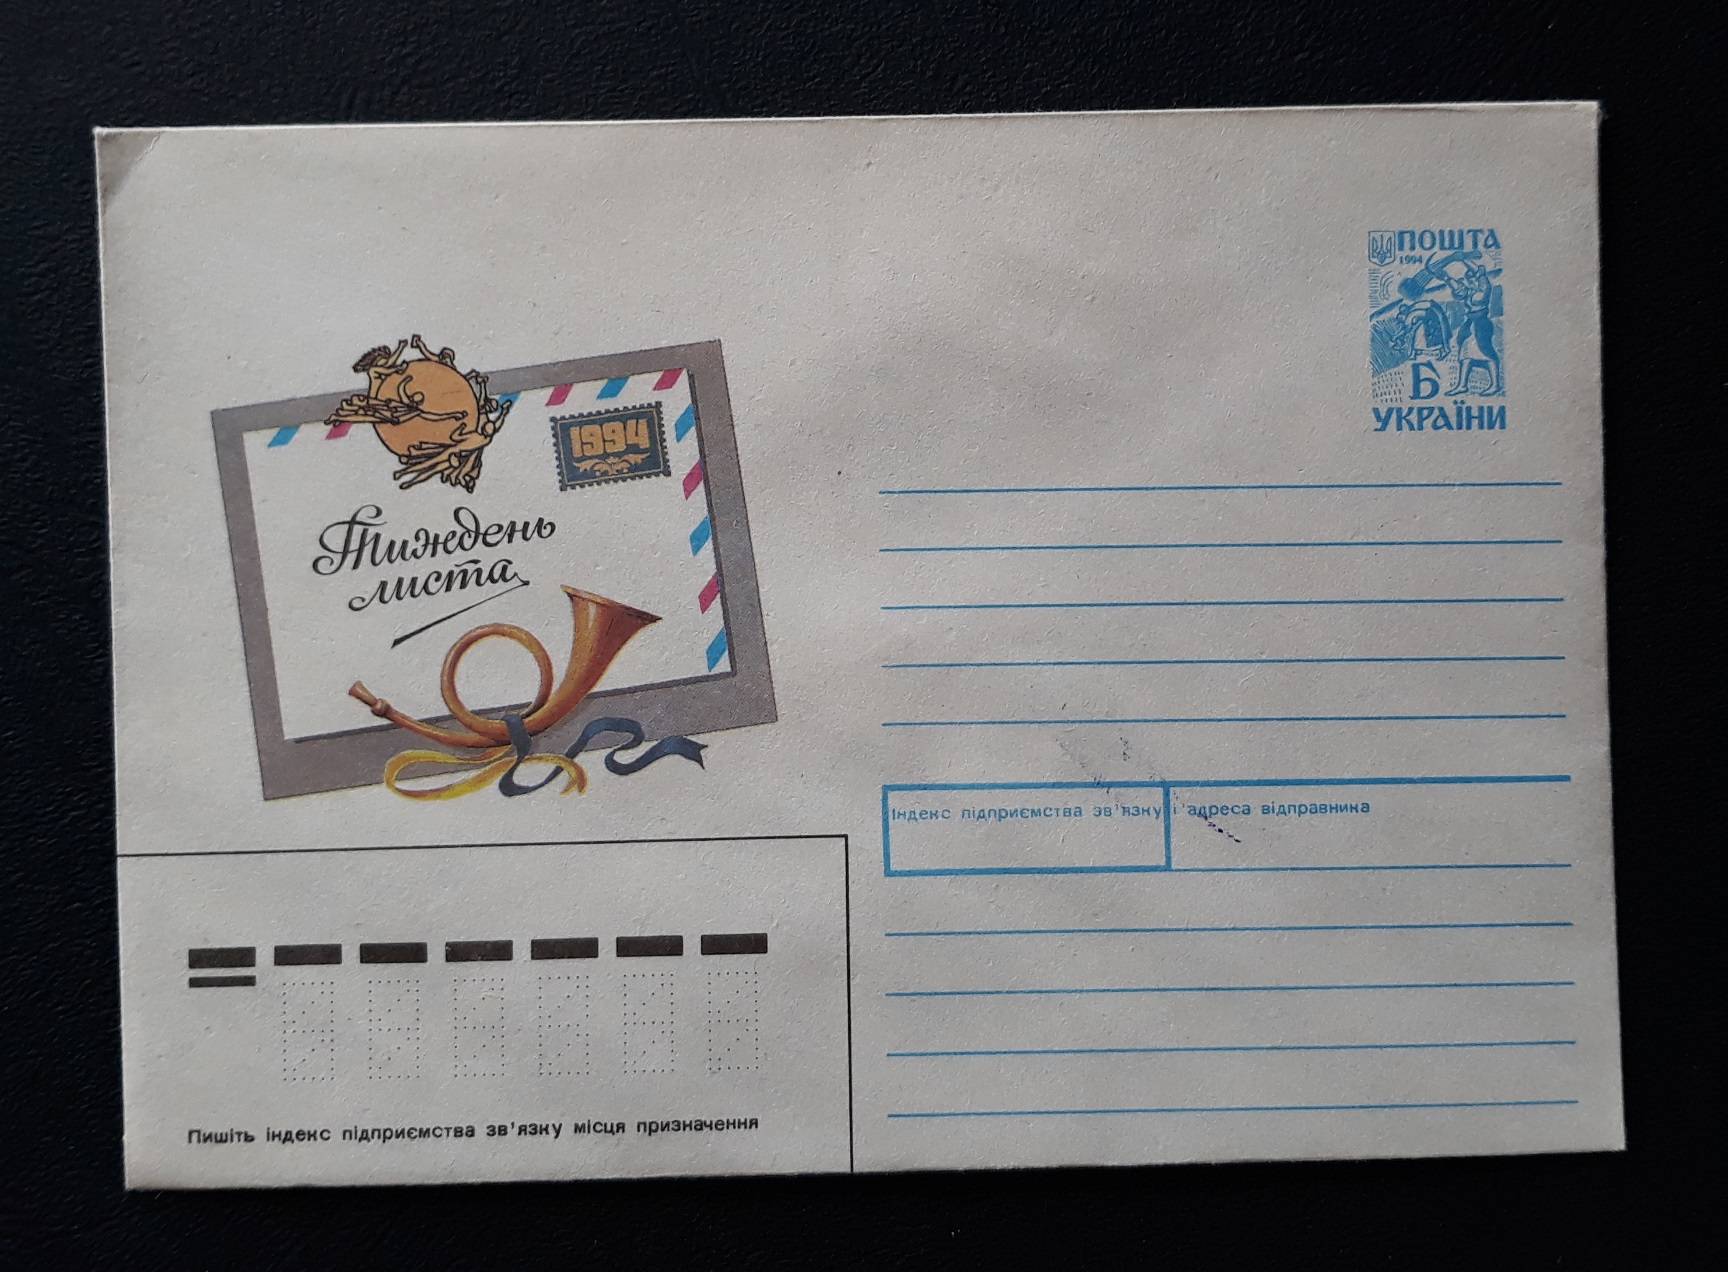 ПОШТА
1994
Б
УКРАЇНИ
1994
Тиждень
листа
Індекс підприємства зв'язку і адреса відправника
Пишіть індекс підприємства зв'язку місця призначення